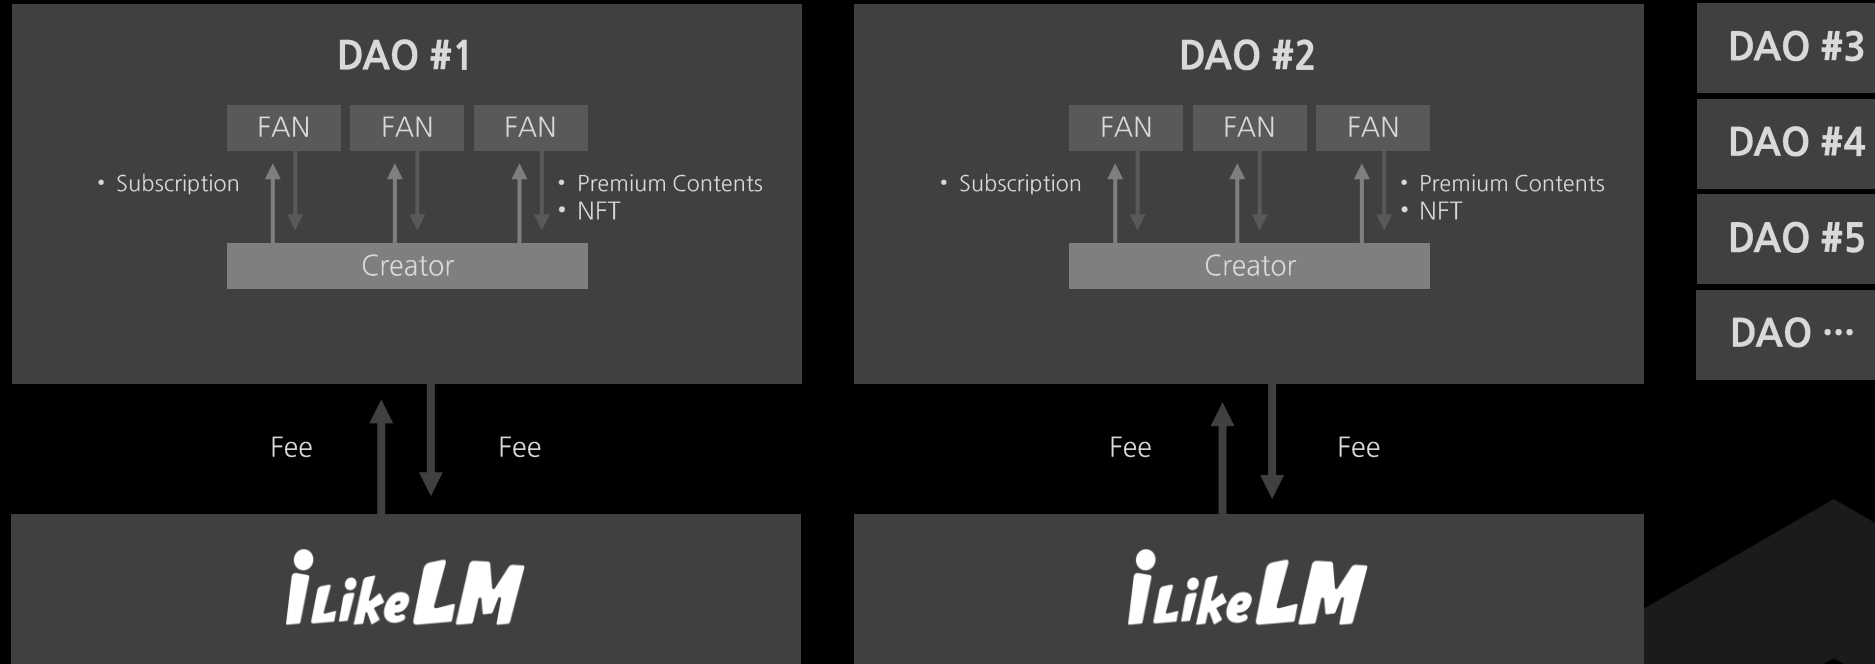 DAO #1
FAN FAN FAN
• Subscription
• Premium Contents
• NFT
Creator
Fee Fee
iLikeLM
DAO #2
FAN FAN FAN
• Subscription
• Premium Contents
• NFT
Creator
Fee Fee
iLikeLM
DAO #3
DAO #4
DAO #5
DAO ···